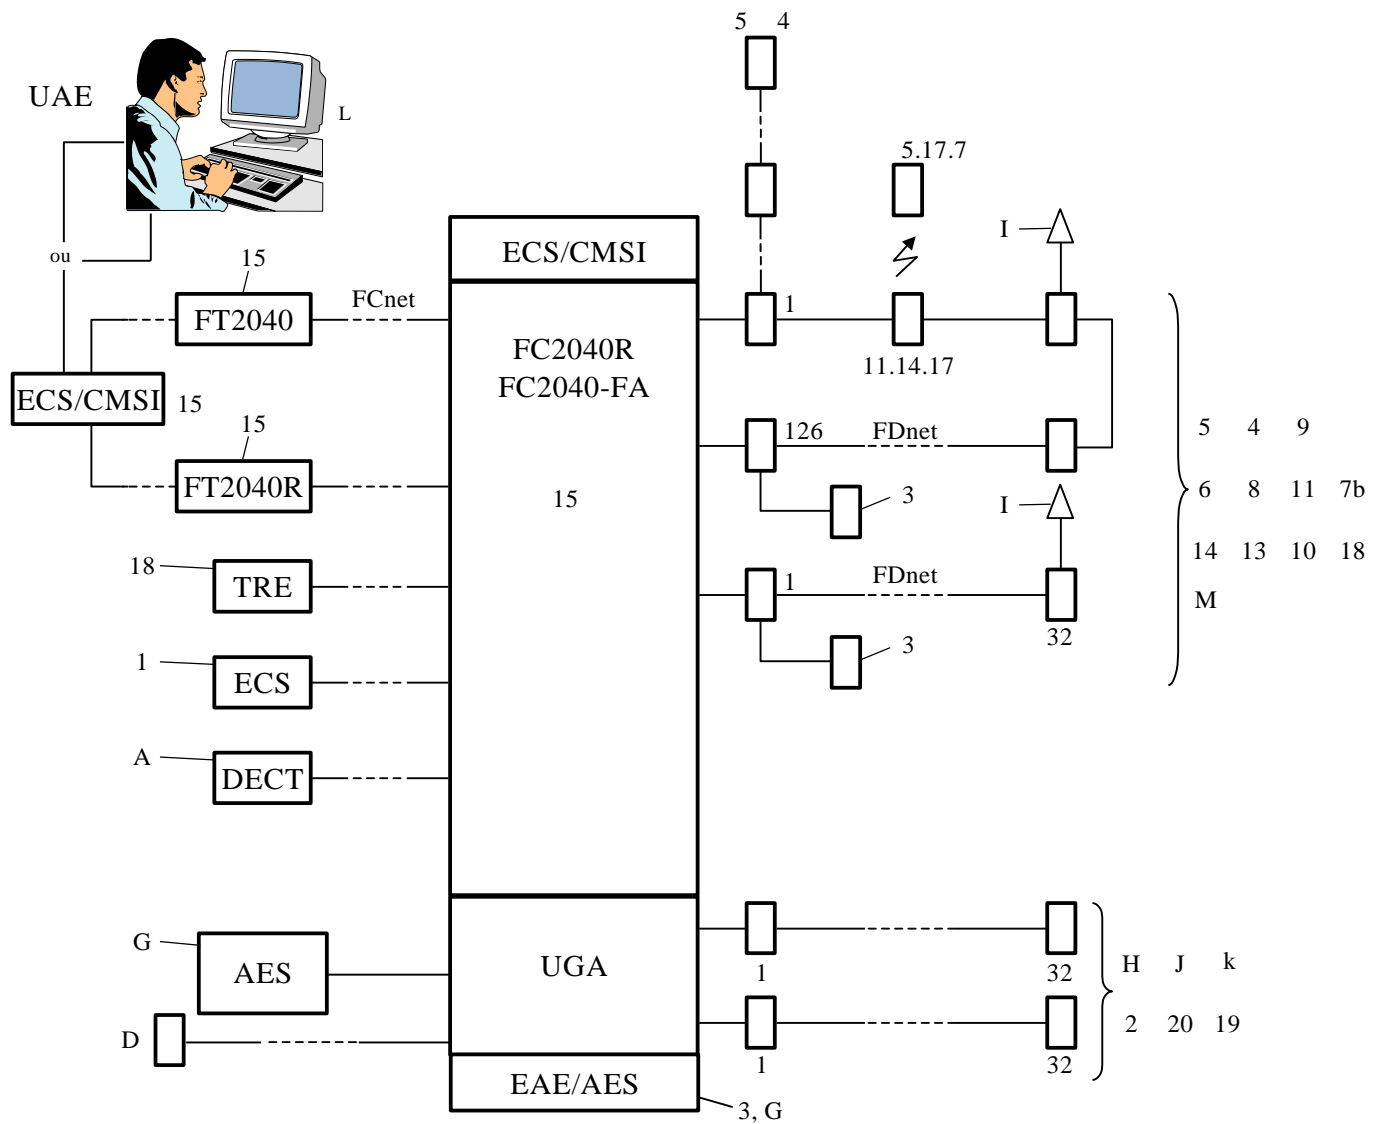 5 4
UAE
L
5.17.7
I
ou
ECS/CMSI
15
FCnet
1
FT2040
FC2040R
FC2040-FA
11.14.17
ECS/CMSI 15
15
126 FDnet
5 4 9
FT2040R
15
3
I
6 8 11 7b
14 13 10 18
18
TRE
1
FDnet
M
32
1
ECS
3
A
DECT
G
AES
UGA
1
32
H J k
D
2 20 19
1
32
EAE/AES
3, G